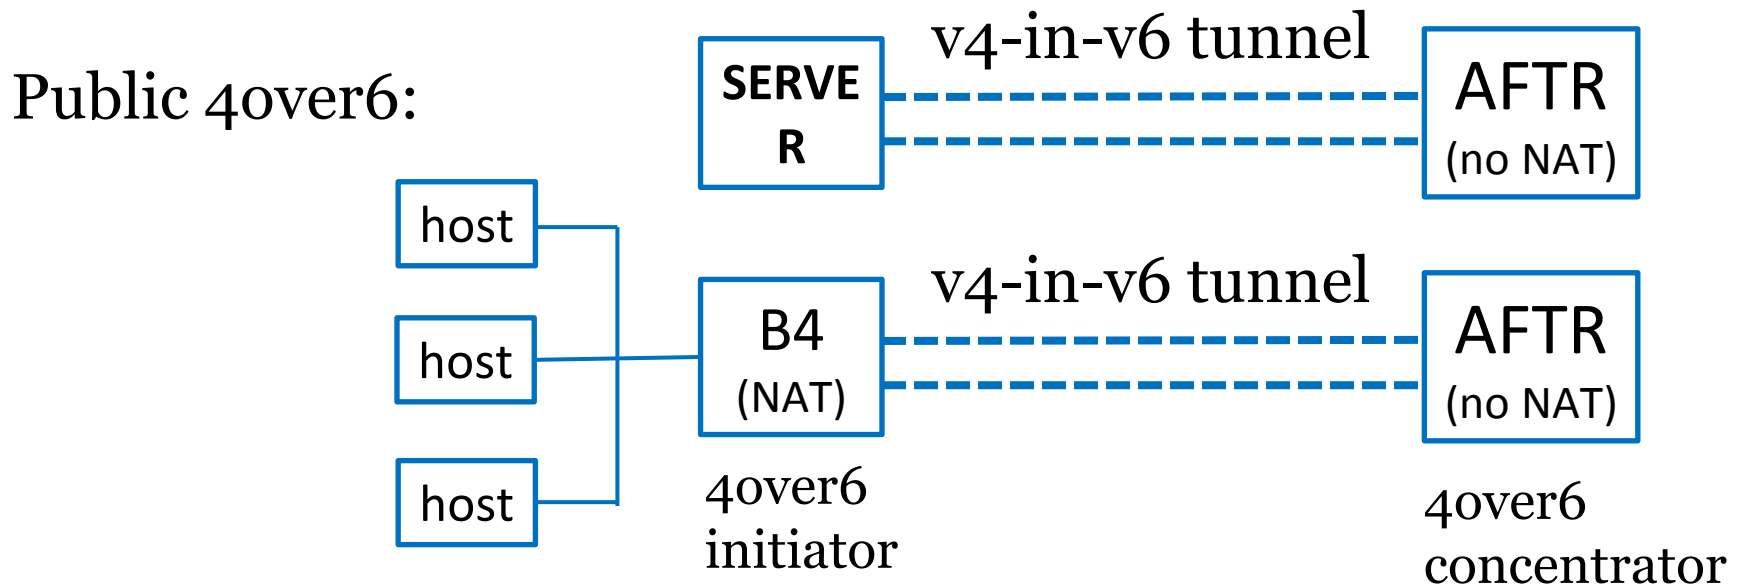 Public 4over6:
SERVE
R
v4-in-v6 tunnel
AFTR
(no NAT)
host
host
host
B4
(NAT)
v4-in-v6 tunnel
AFTR
(no NAT)
4over6
initiator
4over6
concentrator